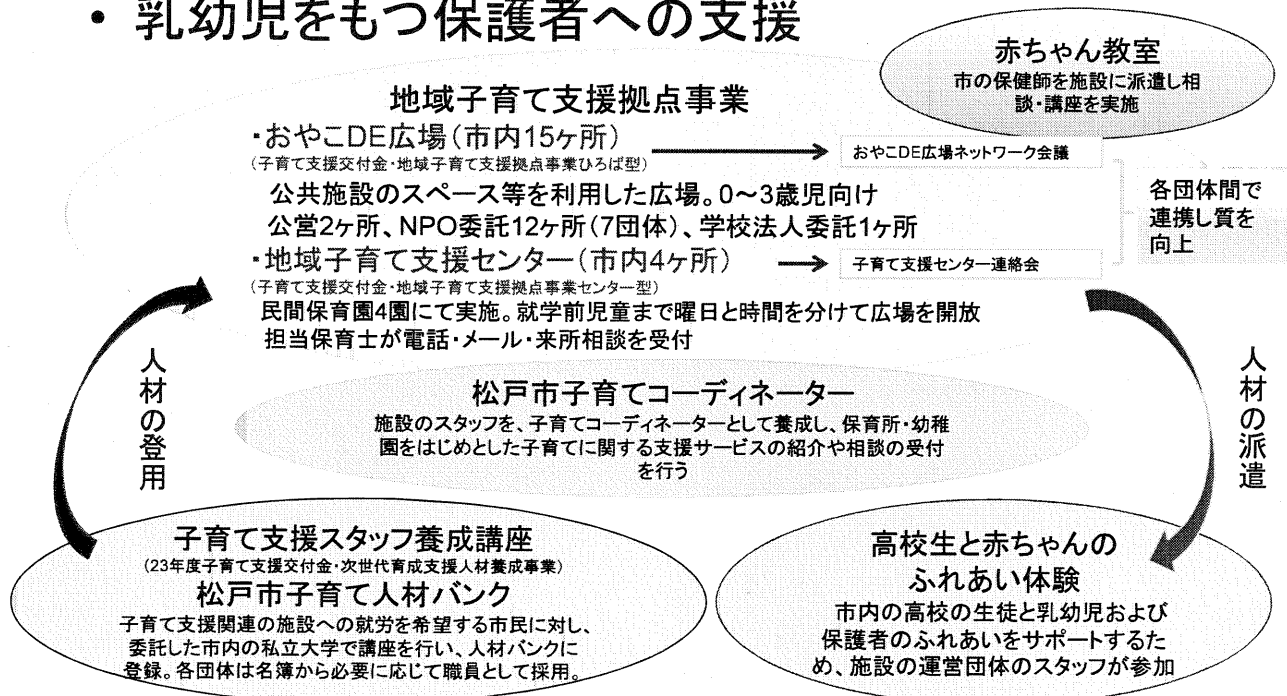 ・乳幼児をもつ保護者への支援
赤ちゃん教室
市の保健師を施設に派遣し相
談・講座を実施
地域子育て支援拠点事業
・おやこDE広場(市内15ヶ所)
(子育て支援交付金・地域子育て支援拠点事業ひろば型)
おやこDE広場ネットワーク会議
公共施設のスペース等を利用した広場。0～3歳児向け
公営2ヶ所、NPO委託12ヶ所(7団体)、学校法人委託1ヶ所
・地域子育て支援センター(市内4ヶ所)
(子育て支援交付金・地域子育て支援拠点事業センター型)
子育て支援センター連絡会
民間保育園4園にて実施。就学前児童まで曜日と時間を分けて広場を開放
担当保育士が電話・メール・来所相談を受付
各団体間で
連携し質を
向上
人材の登用
人材の派遣
松戸市子育てコーディネーター
施設のスタッフを、子育てコーディネーターとして養成し、保育所・幼稚
園をはじめとした子育てに関する支援サービスの紹介や相談の受付
を行う
子育て支援スタッフ養成講座
(23年度子育て支援交付金・次世代育成支援人材養成事業)
松戸市子育て人材バンク
子育て支援関連の施設への就労を希望する市民に対し、
委託した市内の私立大学で講座を行い、人材バンクに
登録。各団体は名簿から必要に応じて職員として採用。
高校生と赤ちゃんの
ふれあい体験
市内の高校の生徒と乳幼児および
保護者のふれあいをサポートするた
め、施設の運営団体のスタッフが参加